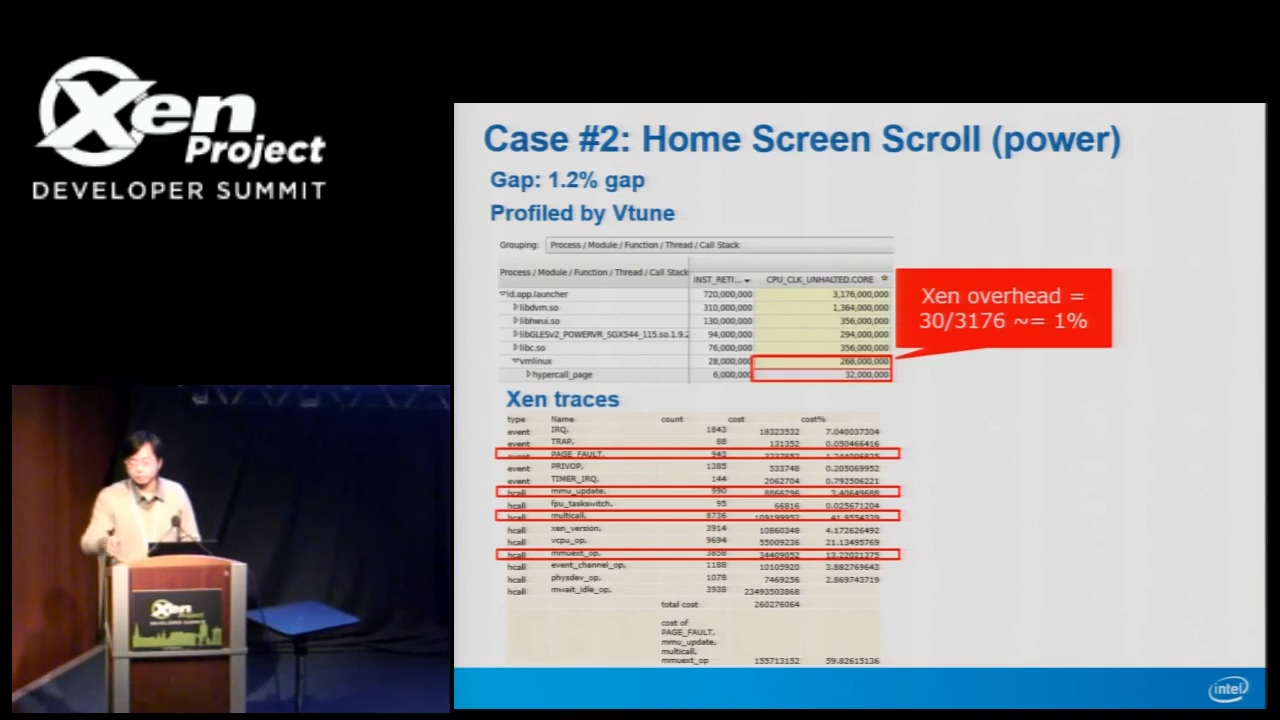 Xen
Project
DEVELOPER SUMMIT
Case #2: Home Screen Scroll (power)
Gap: 1.2% gap
Profiled by Vtune
Grouping: Process / Module / Function / Thread / Call Stack
Process / Module / Function / Thread / Call Stack INST_RETI... CPU_CLK_UNHALTED.CORE
id.app.launcher 720,000,000 3,176,000,000
libdvm.so 310,000,000 1,364,000,000
libhwui.so 130,000,000 356,000,000
libGLESv2_POWERVR_SGX544_115.so.1.9.2 94,000,000 294,000,000
libc.so 76,000,000 356,000,000
vmlinux 28,000,000 268,000,000
hypercall_page 6,000,000 32,000,000
Xen overhead =
30/3176 ~= 1%
Xen traces
type Name count cost cost%
event IRQ, 1843 18323532 7.040037304
event TRAP, 88 131352 0.050466416
event PAGE_FAULT, 943
event PRIVOP, 1385 533748 0.205069952
event TIMER_IRQ, 144 2062704 0.792506221
hcall mmu_update, 990 8866296 3.40649688
hcall fpu_taskswitch, 95 66816 0.025671204
hcall multicall, 8736 109199952
hcall xen_version, 3914 10860348 4.172626492
hcall vcpu_op, 9694 55009236 21.13495769
hcall mmuext_op, 3858 34409052 13.22021375
hcall event_channel_op, 1188 10105920 3.882769643
hcall physdev_op, 1078 7469256 2.869743719
hcall mwait_idle_op, 3938 23493503868
total cost 260276064
cost of
PAGE_FAULT,
mmu_update,
multicall,
mmuext_op 155713152 59.82615136
Xen
Project
DEVELOPER SUMMIT
intel